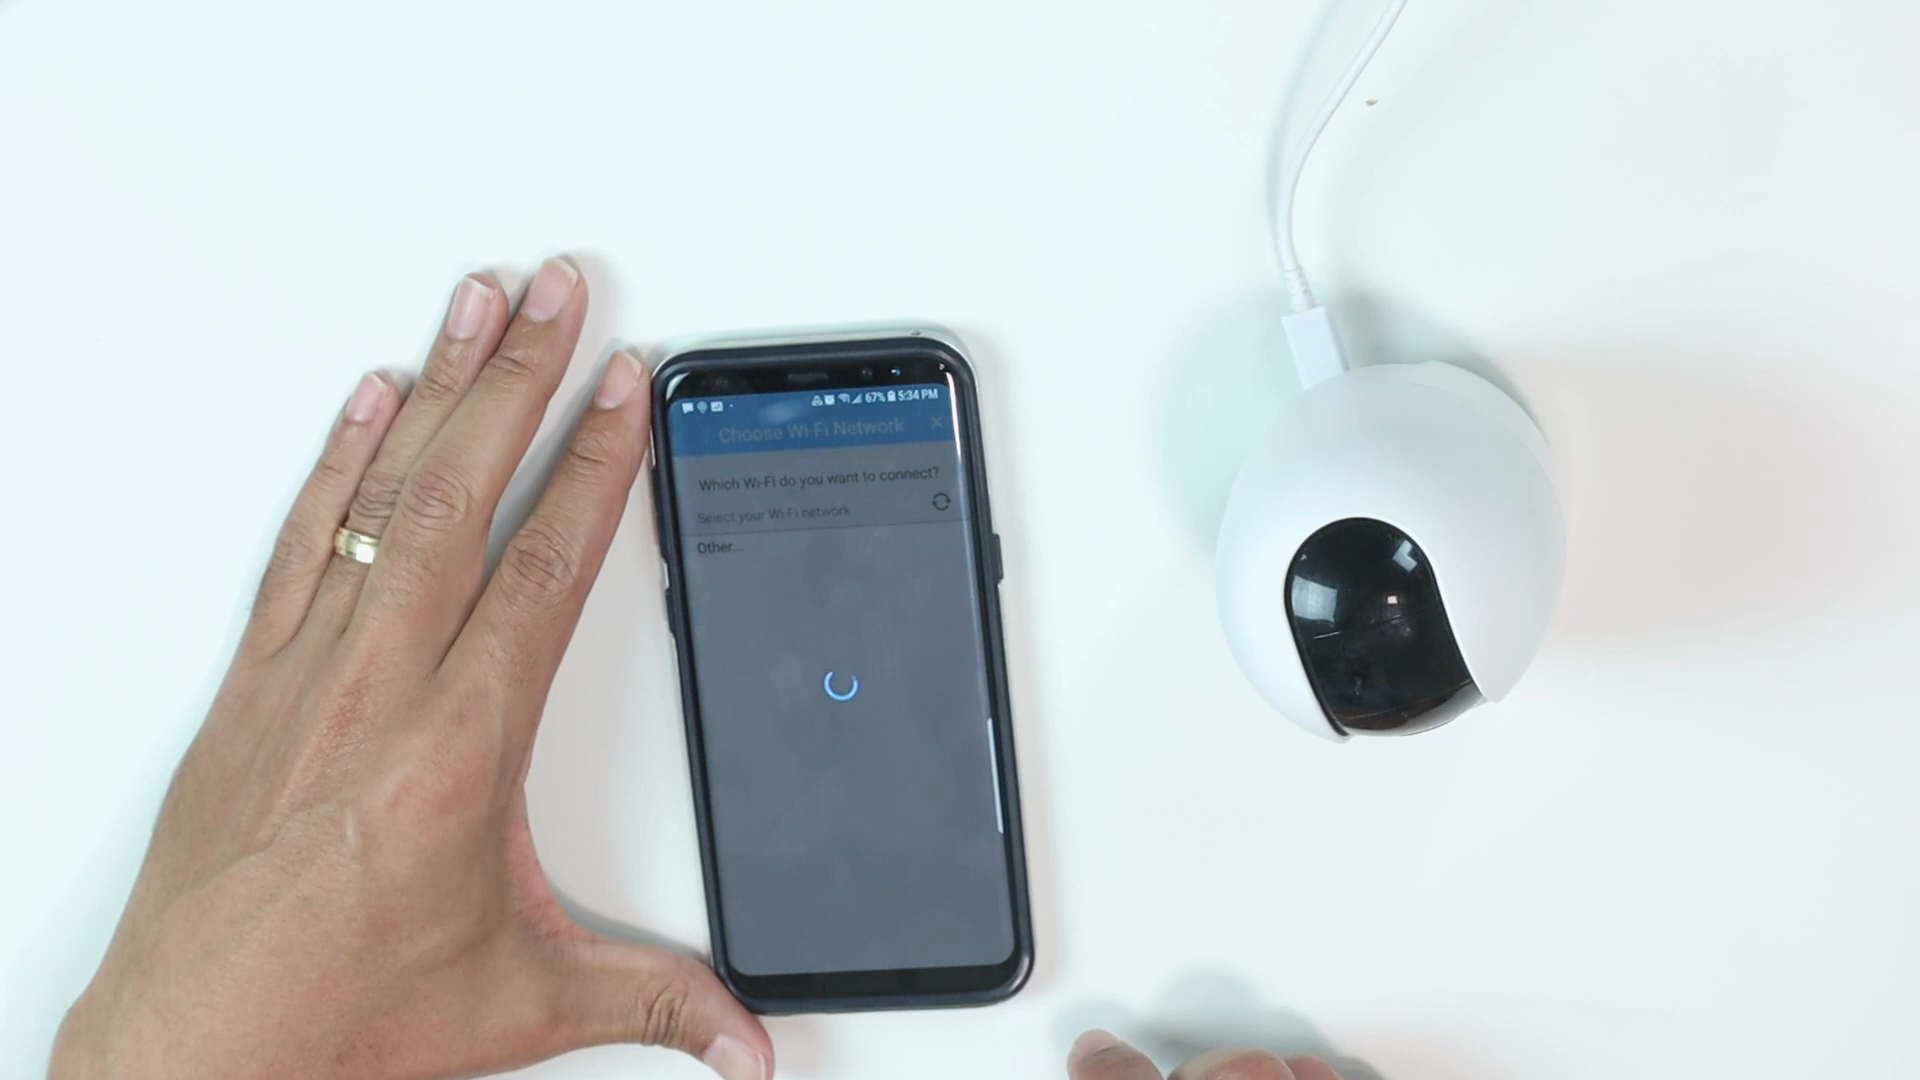 67% 5:34 PM
Choose Wi-Fi Network
Which Wi-Fi do you want to connect?
Select your Wi-Fi network
Other...